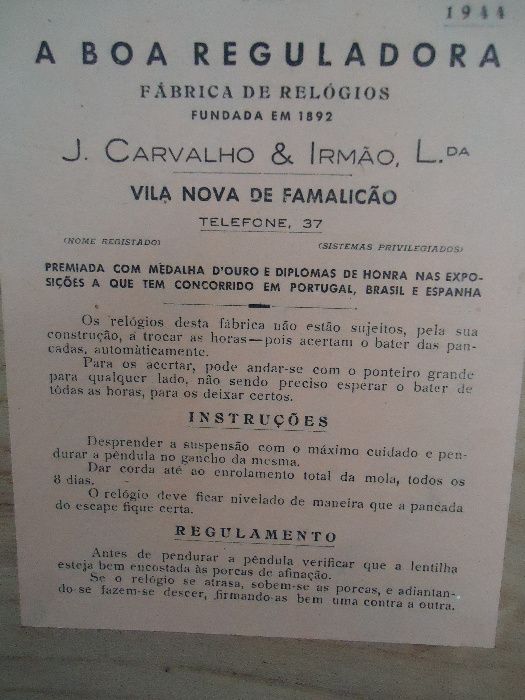 1944
A BOA REGULADORA
FÁBRICA DE RELÓGIOS
FUNDADA EM 1892
J. CARVALHO & IRMÃO, L.DA
VILA NOVA DE FAMALICÃO
TELEFONE, 37
(NOME REGISTADO) (SISTEMAS PRIVILEGIADOS)
PREMIADA COM MEDALHA D'OURO E DIPLOMAS DE HONRA NAS EXPO-
SIÇÕES A QUE TEM CONCORRIDO EM PORTUGAL, BRASIL E ESPANHA
Os relógios desta fábrica não estão sujeitos, pela sua
construção, a trocar as horas—pois acertam o bater das pan-
cadas, automàticamente.
Para os acertar, pode andar-se com o ponteiro grande
para qualquer lado, não sendo preciso esperar o bater de
tôdas as horas, para os deixar certos.
INSTRUÇÕES
Desprender a suspensão com o máximo cuidado e pen-
durar a pêndula no gancho da mesma.
Dar corda até ao enrolamento total da mola, todos os
8 dias.
O relógio deve ficar nivelado de maneira que a pancada
do escape fique certa.
REGULAMENTO
Antes de pendurar a pêndula verificar que a lentilha
esteja bem encostada às porcas de afinação.
Se o relógio se atrasa, sobem-se as porcas, e adiantan-
do-se fazem-se descer, firmando-as bem uma contra a outra.